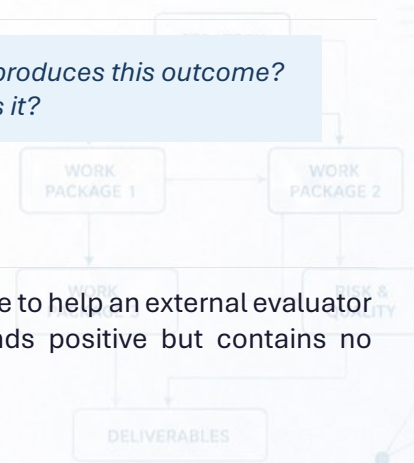 produces this outcome?
s it?
WORK
PACKAGE 1
WORK
PACKAGE 2
e to help an external evaluator
WORK
RISK &
QUALITY
nds positive but contains no
DELIVERABLES